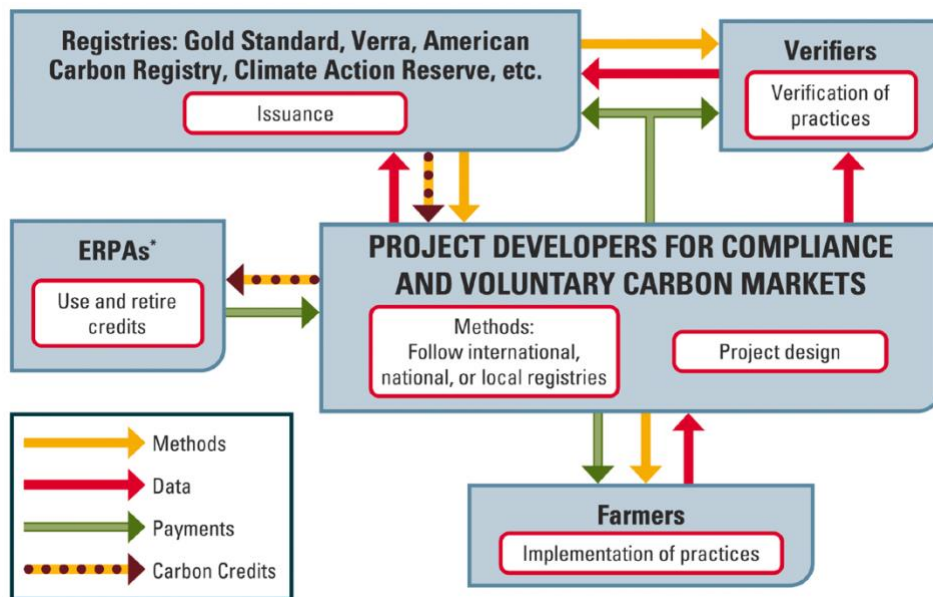 Registries: Gold Standard, Verra, American
Carbon Registry, Climate Action Reserve, etc.
Issuance
Verifiers
Verification of
practices
ERPAs*
Use and retire
credits
PROJECT DEVELOPERS FOR COMPLIANCE
AND VOLUNTARY CARBON MARKETS
Methods:
Follow international,
national, or local registries
Project design
Methods
Data
Payments
Carbon Credits
Farmers
Implementation of practices